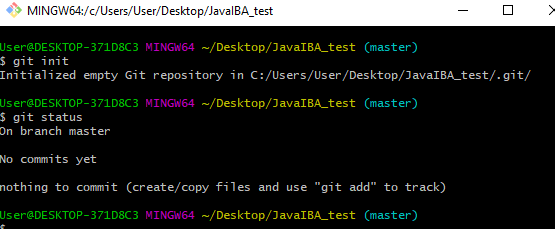 MINGW64:/c/Users/User/Desktop/JavaIBA_test
User@DESKTOP-371D8C3 MINGW64 ~/Desktop/JavaIBA_test (master)
$ git init
Initialized empty Git repository in C:/Users/User/Desktop/JavaIBA_test/.git/
User@DESKTOP-371D8C3 MINGW64 ~/Desktop/JavaIBA_test (master)
$ git status
On branch master
No commits yet
nothing to commit (create/copy files and use "git add" to track)
User@DESKTOP-371D8C3 MINGW64 ~/Desktop/JavaIBA_test (master)
$